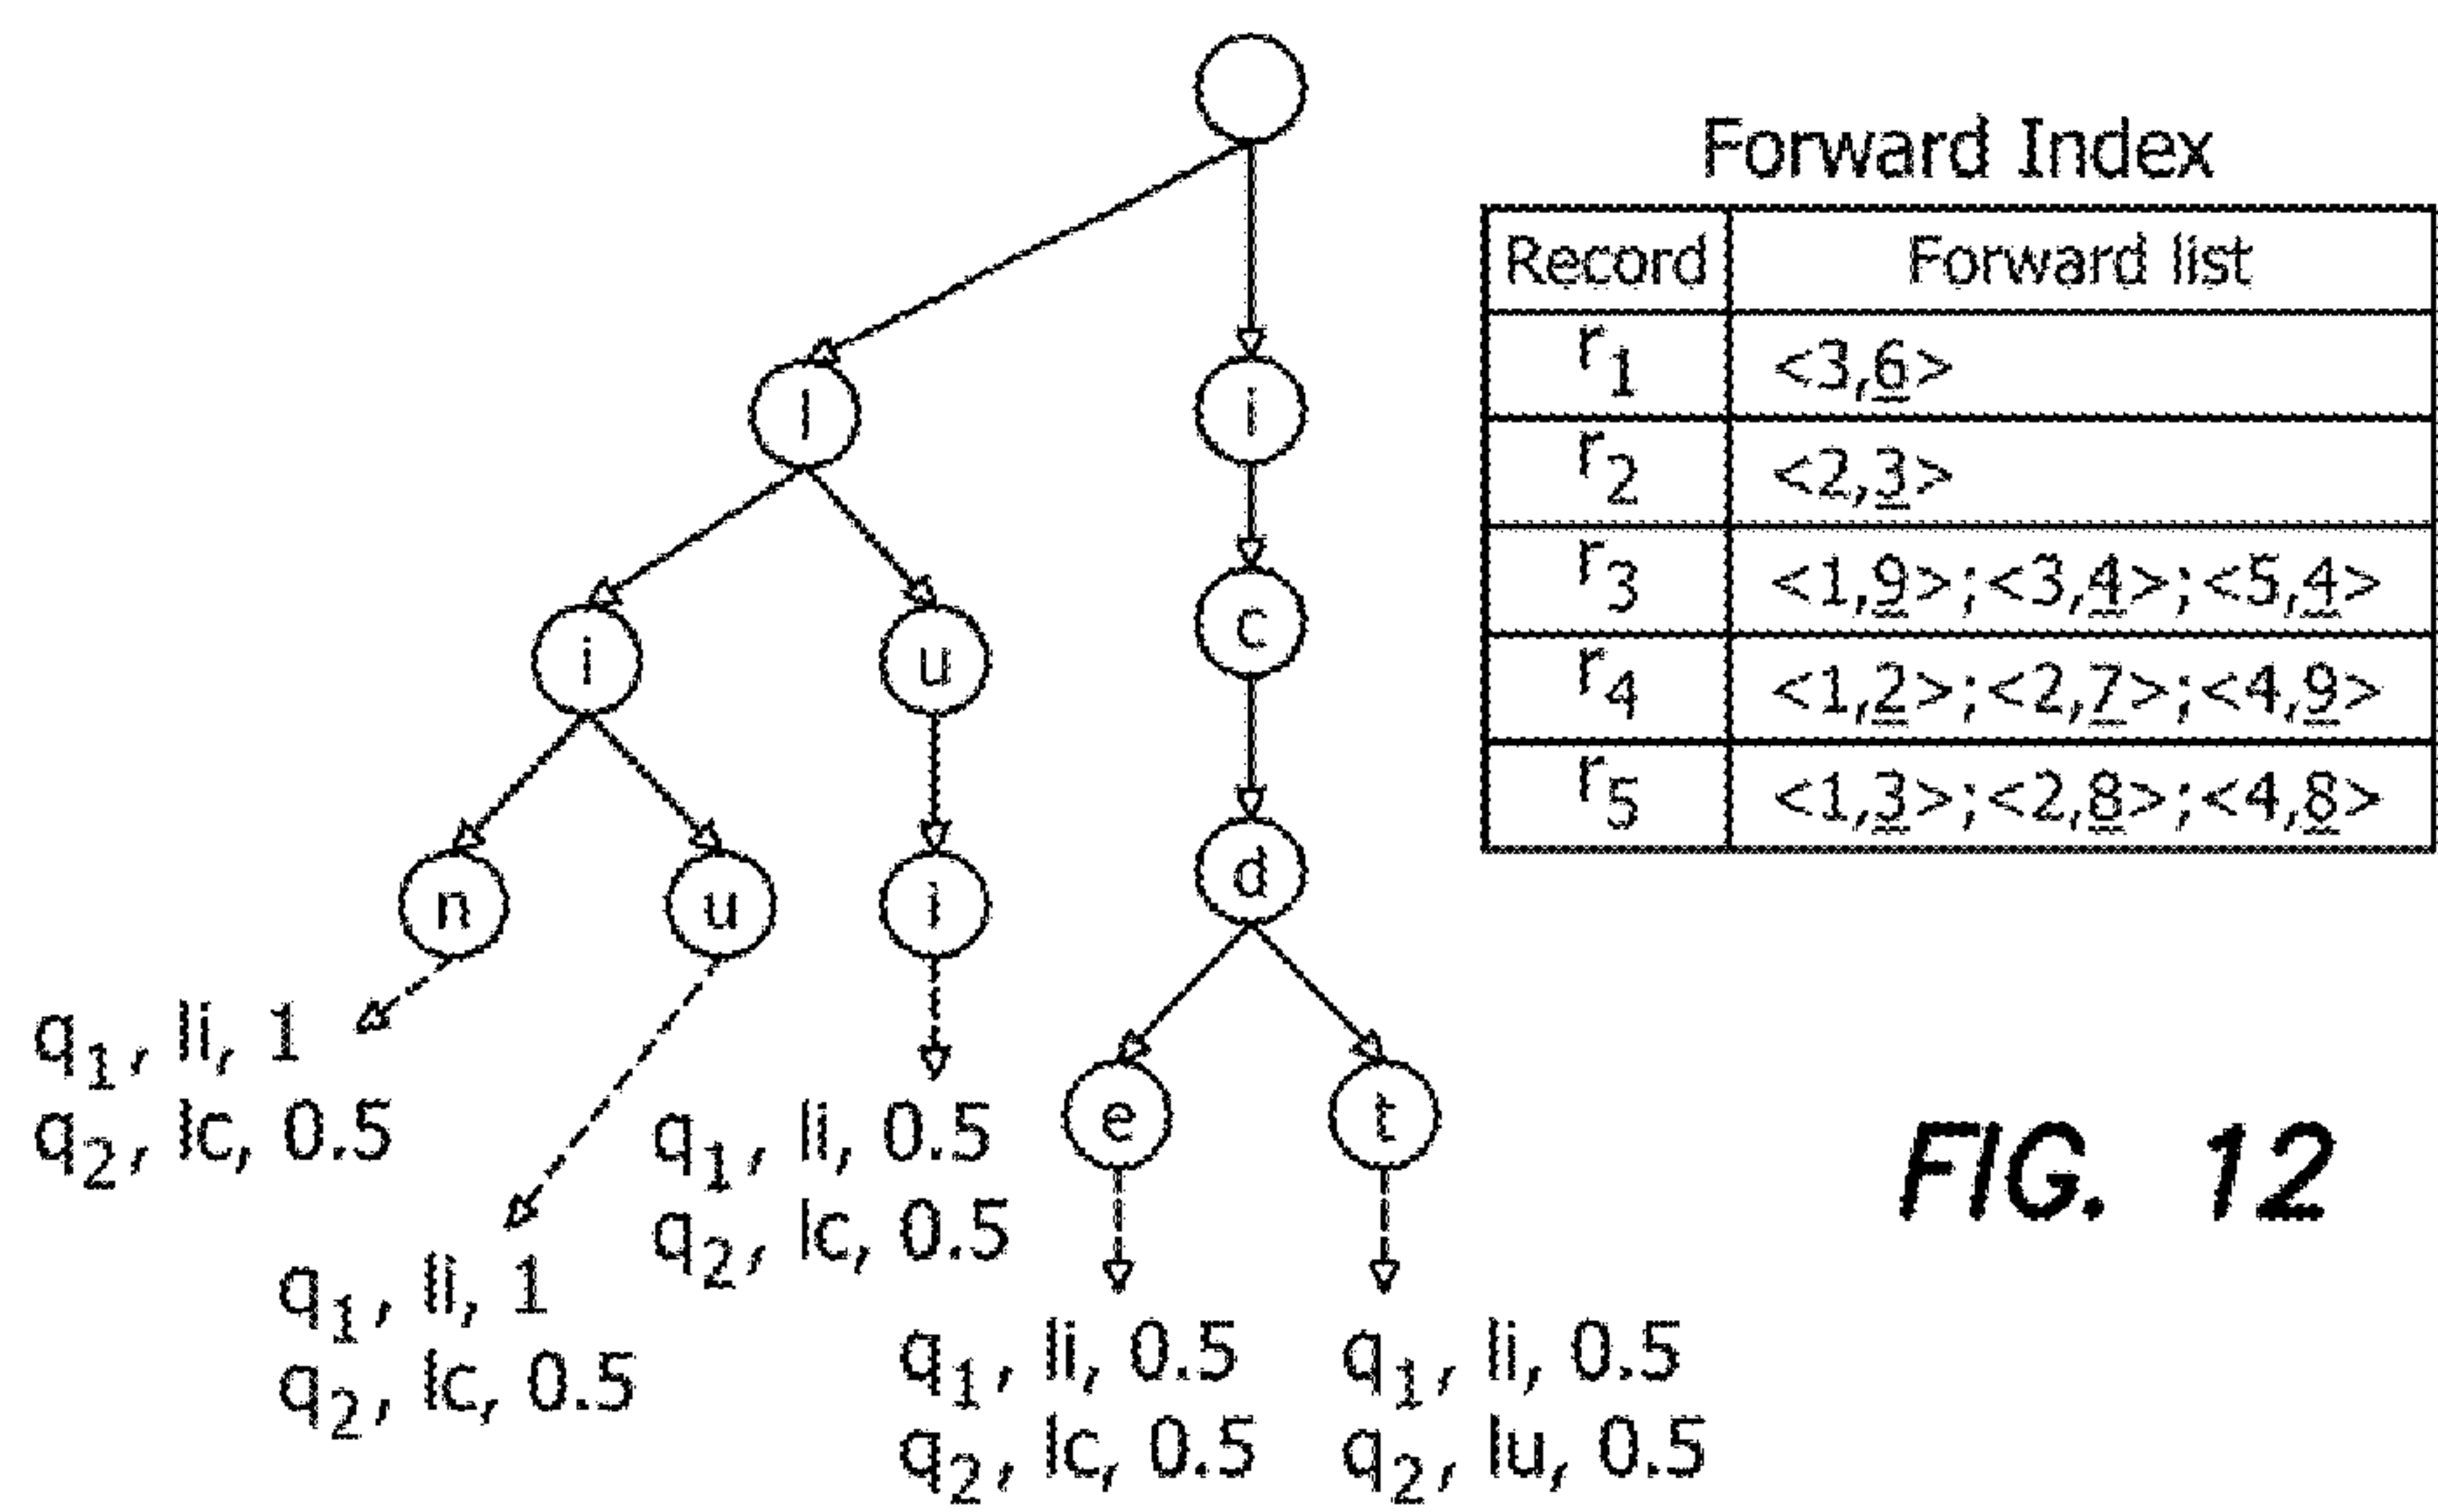 Forward Index
Record Forward list
r1 <3,6>
r2 <2,3>
r3 <1,9>;<3,4>;<5,4>
r4 <1,2>;<2,7>;<4,9>
r5 <1,3>;<2,8>;<4,8>
l
i
i
u
c
n
u
i
d
e
t
q1, li, 1
q2, lc, 0.5
q1, li, 0.5
q2, lc, 0.5
q1, li, 1
q2, lc, 0.5
q1, li, 0.5
q2, lc, 0.5
q1, li, 0.5
q2, lu, 0.5
FIG. 12